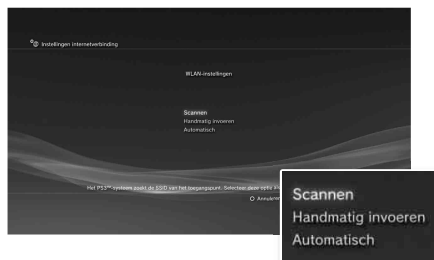 Instellingen internetverbinding
WLAN-instellingen
Scannen
Handmatig invoeren
Automatisch
Het PS3™-systeem zoekt de SSID van het toegangspunt. Selecteer deze optie als
Annuleren
Scannen
Handmatig invoeren
Automatisch